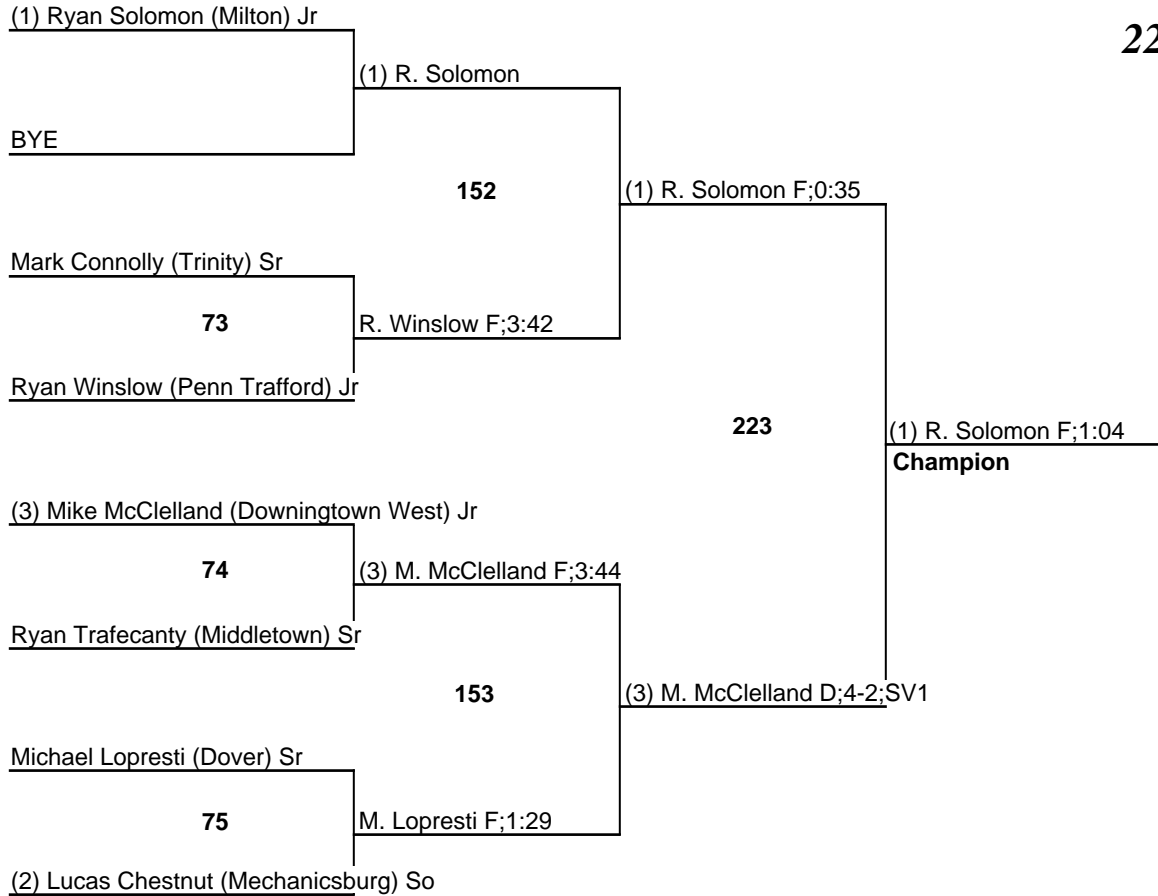 (1) Ryan Solomon (Milton) Jr
22
(1) R. Solomon
BYE
152
(1) R. Solomon F;0:35
Mark Connolly (Trinity) Sr
73
R. Winslow F;3:42
Ryan Winslow (Penn Trafford) Jr
223
(1) R. Solomon F;1:04
Champion
(3) Mike McClelland (Downingtown West) Jr
74
(3) M. McClelland F;3:44
Ryan Trafecanty (Middletown) Sr
153
(3) M. McClelland D;4-2;SV1
Michael Lopresti (Dover) Sr
75
M. Lopresti F;1:29
(2) Lucas Chestnut (Mechanicsburg) So